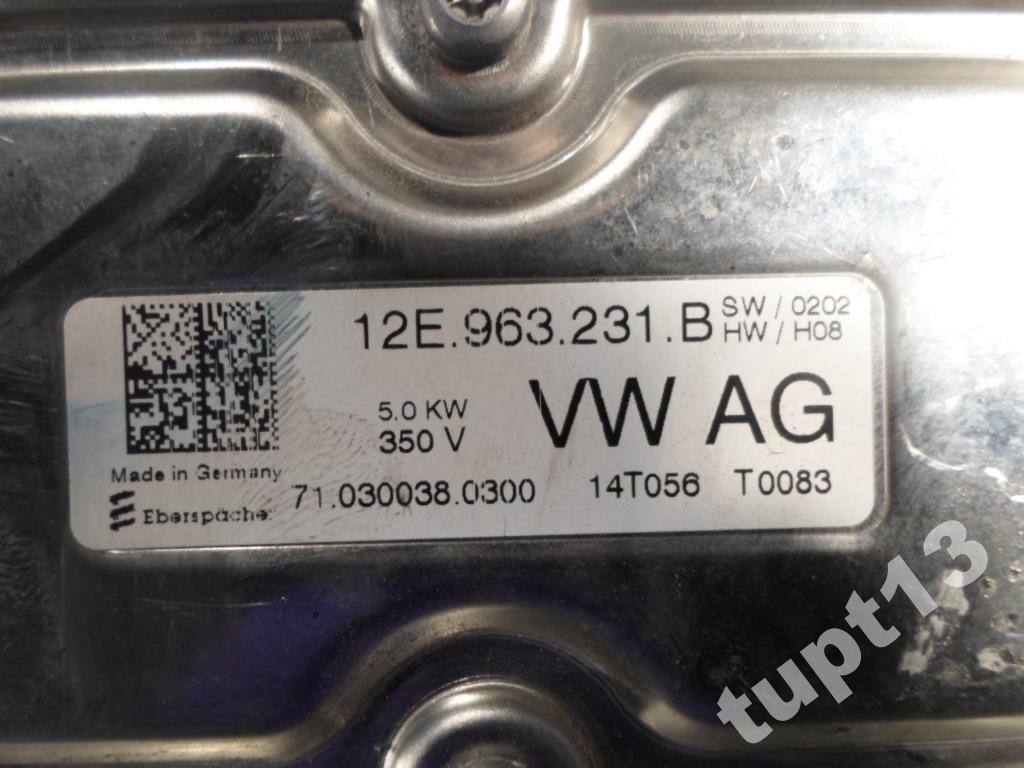 12E.963.231.B SW / 0202
HW / H08
5.0 KW
350 V
VW AG
Made in Germany
Eberspächer
71.030038.0300 14T056 T0083
tupt13